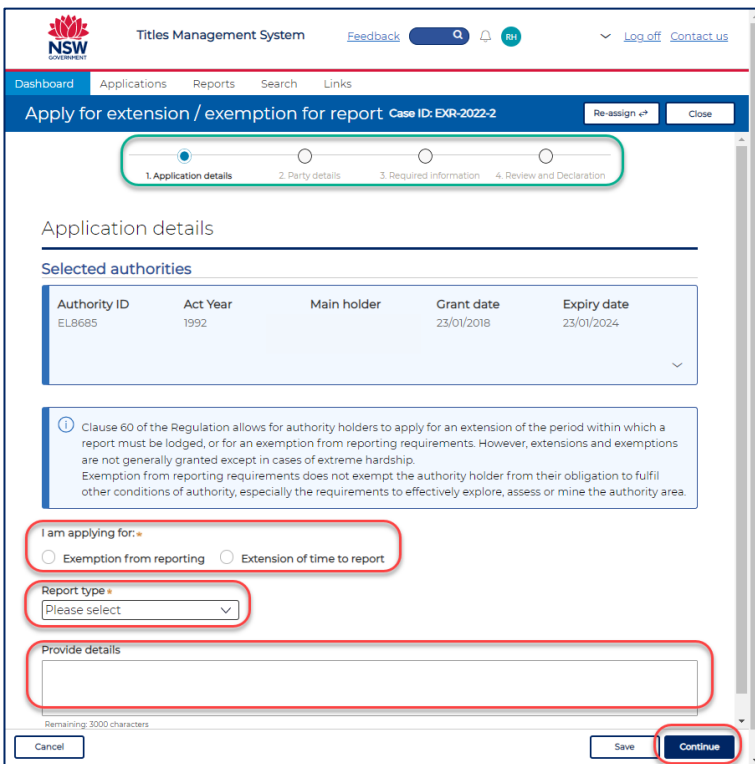 NSW
GOVERNMENT
Titles Management System
Feedback
RH
Log off Contact us
Dashboard Applications Reports Search Links
Apply for extension / exemption for report Case ID: EXR-2022-2
Re-assign
Close
1. Application details 2. Party details 3. Required information 4. Review and Declaration
Application details
Selected authorities
Authority ID Act Year Main holder Grant date Expiry date
EL8685 1992 23/01/2018 23/01/2024
Clause 60 of the Regulation allows for authority holders to apply for an extension of the period within which a
report must be lodged, or for an exemption from reporting requirements. However, extensions and exemptions
are not generally granted except in cases of extreme hardship.
Exemption from reporting requirements does not exempt the authority holder from their obligation to fulfil
other conditions of authority, especially the requirements to effectively explore, assess or mine the authority area.
I am applying for:*
Exemption from reporting Extension of time to report
Report type*
Please select
Provide details
Remaining: 3000 characters
Cancel Save Continue